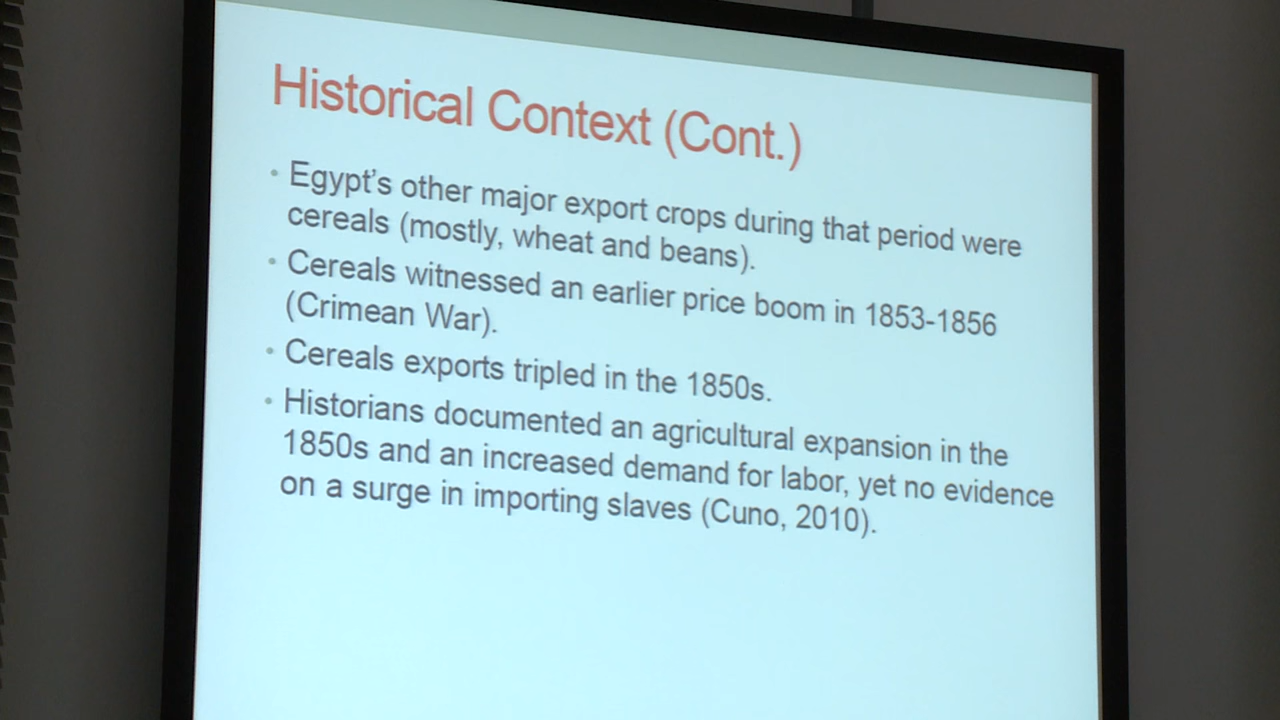 Historical Context (Cont.)
• Egypt's other major export crops during that period were
cereals (mostly, wheat and beans).
• Cereals witnessed an earlier price boom in 1853-1856
(Crimean War).
• Cereals exports tripled in the 1850s.
• Historians documented an agricultural expansion in the
1850s and an increased demand for labor, yet no evidence
on a surge in importing slaves (Cuno, 2010).